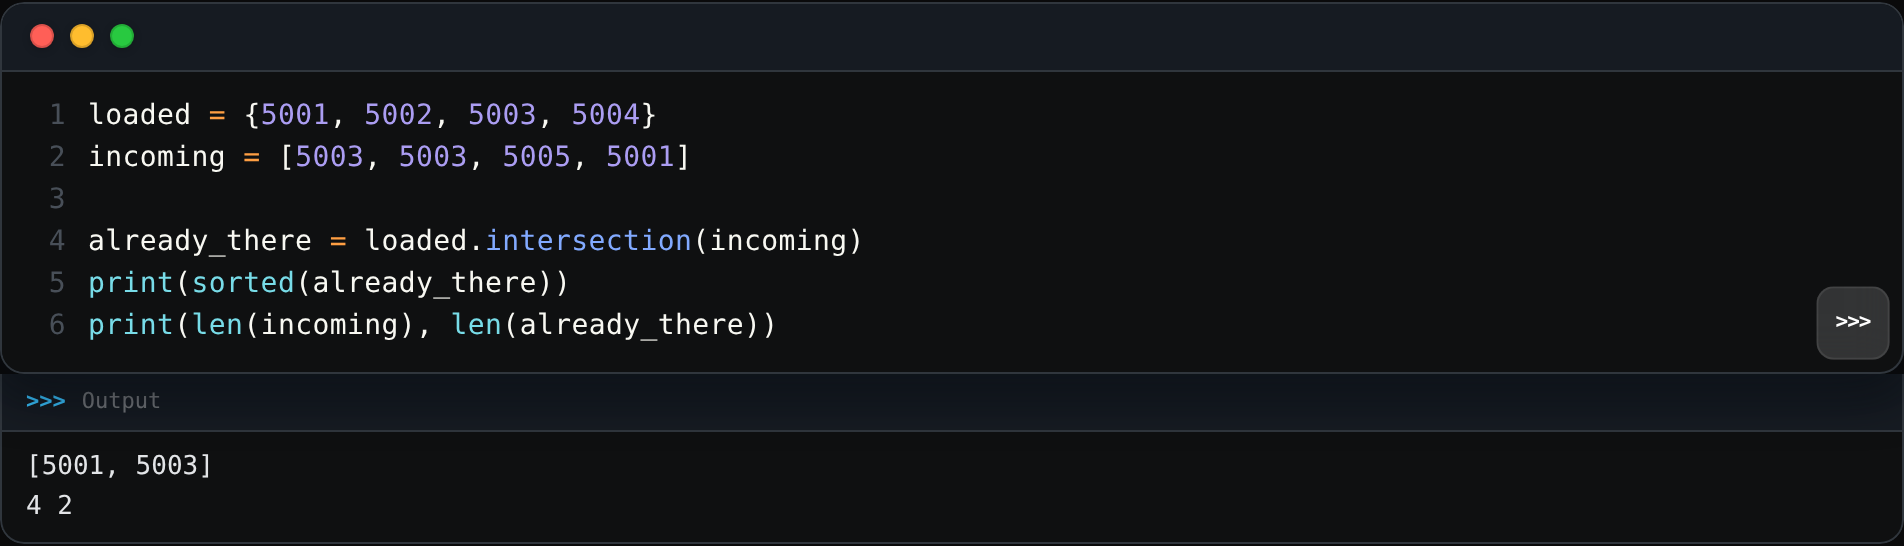 1 loaded = {5001, 5002, 5003, 5004}
2 incoming = [5003, 5003, 5005, 5001]
3
4 already_there = loaded.intersection(incoming)
5 print(sorted(already_there))
6 print(len(incoming), len(already_there))
>>>
>>> Output
[5001, 5003]
4 2